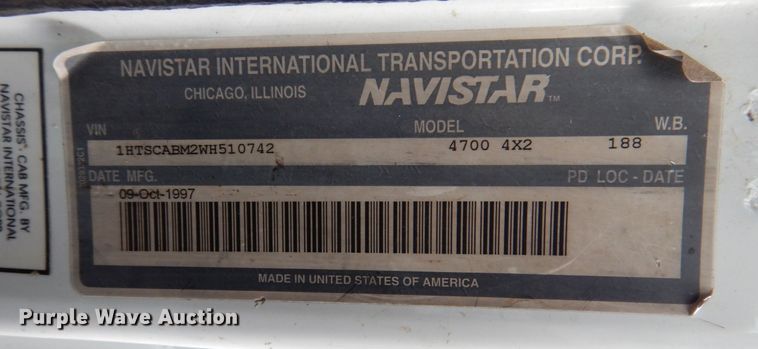 NAVISTAR INTERNATIONAL TRANSPORTATION CORP.
CHICAGO, ILLINOIS NAVISTAR™
VIN MODEL W.B.
1HTSCABM2WH510742 4700 4X2 188
DATE MFG. PD LOC - DATE
09-Oct-1997
MADE IN UNITED STATES OF AMERICA
CHASSIS CAB MFG. BY
NAVISTAR INTERNATIONAL
Purple Wave Auction